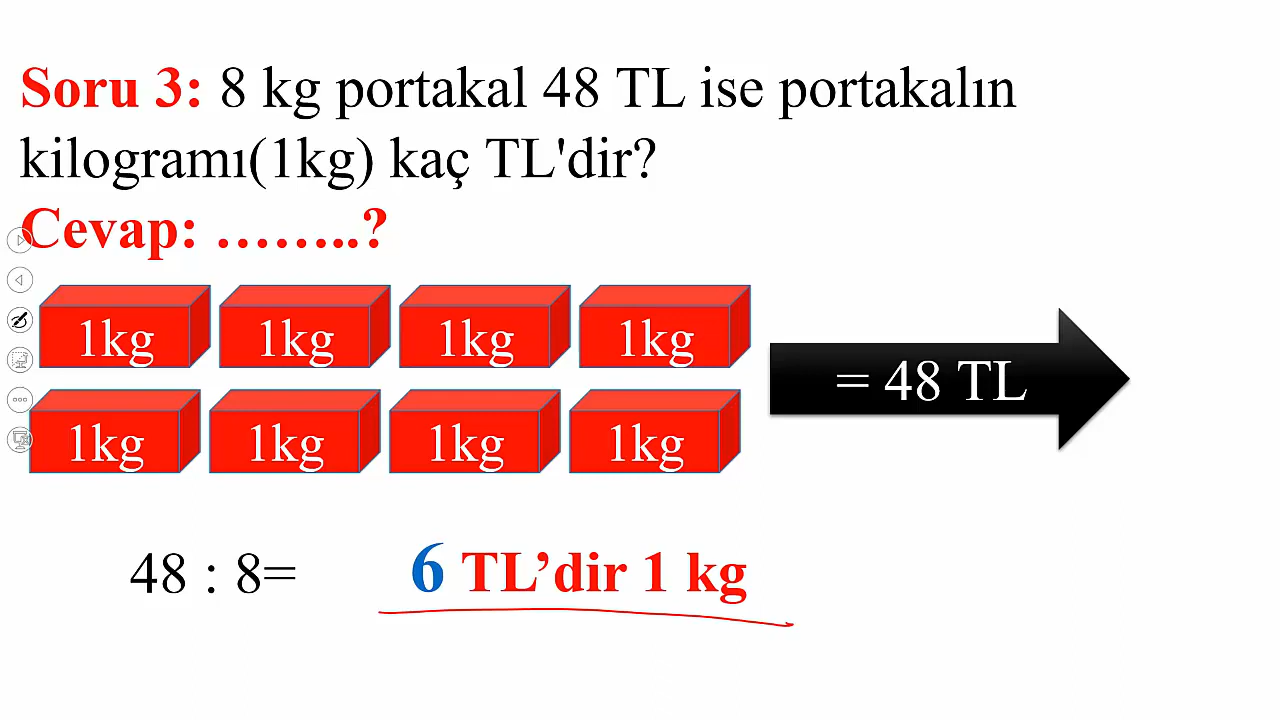 Soru 3: 8 kg portakal 48 TL ise portakalın
kilogramı(1kg) kaç TL'dir?
Cevap: ……..?
1kg 1kg 1kg 1kg
= 48 TL
1kg 1kg 1kg 1kg
48 : 8= 6 TL’dir 1 kg